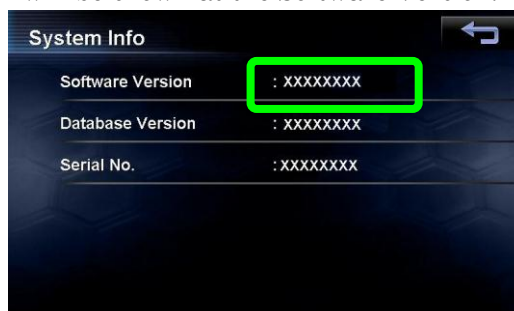 System Info
Software Version : XXXXXXXX
Database Version : XXXXXXXX
Serial No. : XXXXXXXX